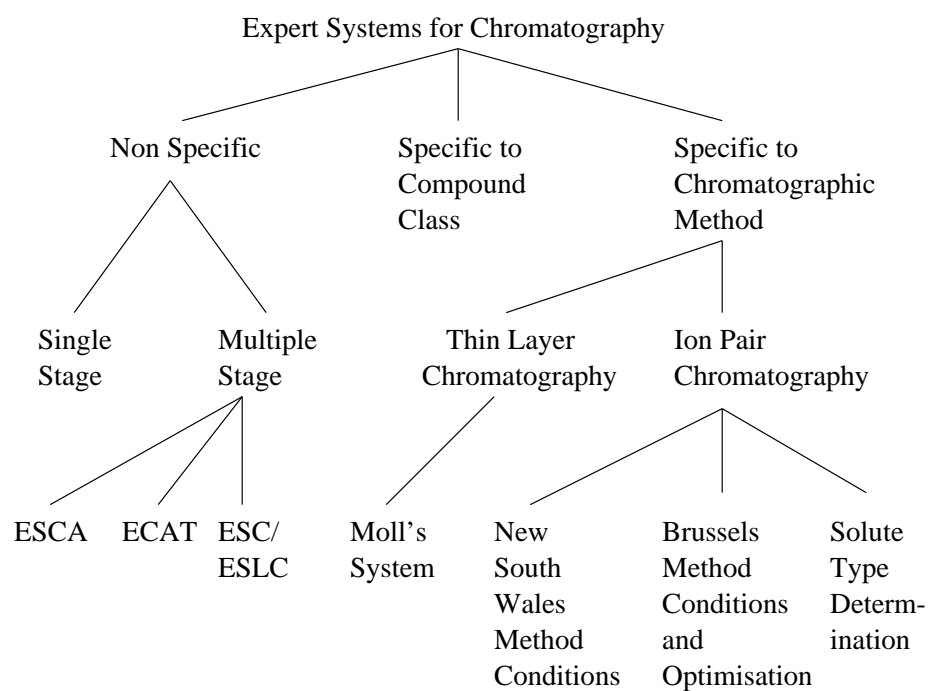 Expert Systems for Chromatography
Non Specific
Specific to
Compound
Class
Specific to
Chromatographic
Method
Single
Stage
Multiple
Stage
Thin Layer
Chromatography
Ion Pair
Chromatography
ESCA
ECAT
ESC/
ESLC
Moll's
System
New
South
Wales
Method
Conditions
Brussels
Method
Conditions
and
Optimisation
Solute
Type
Determ-
ination